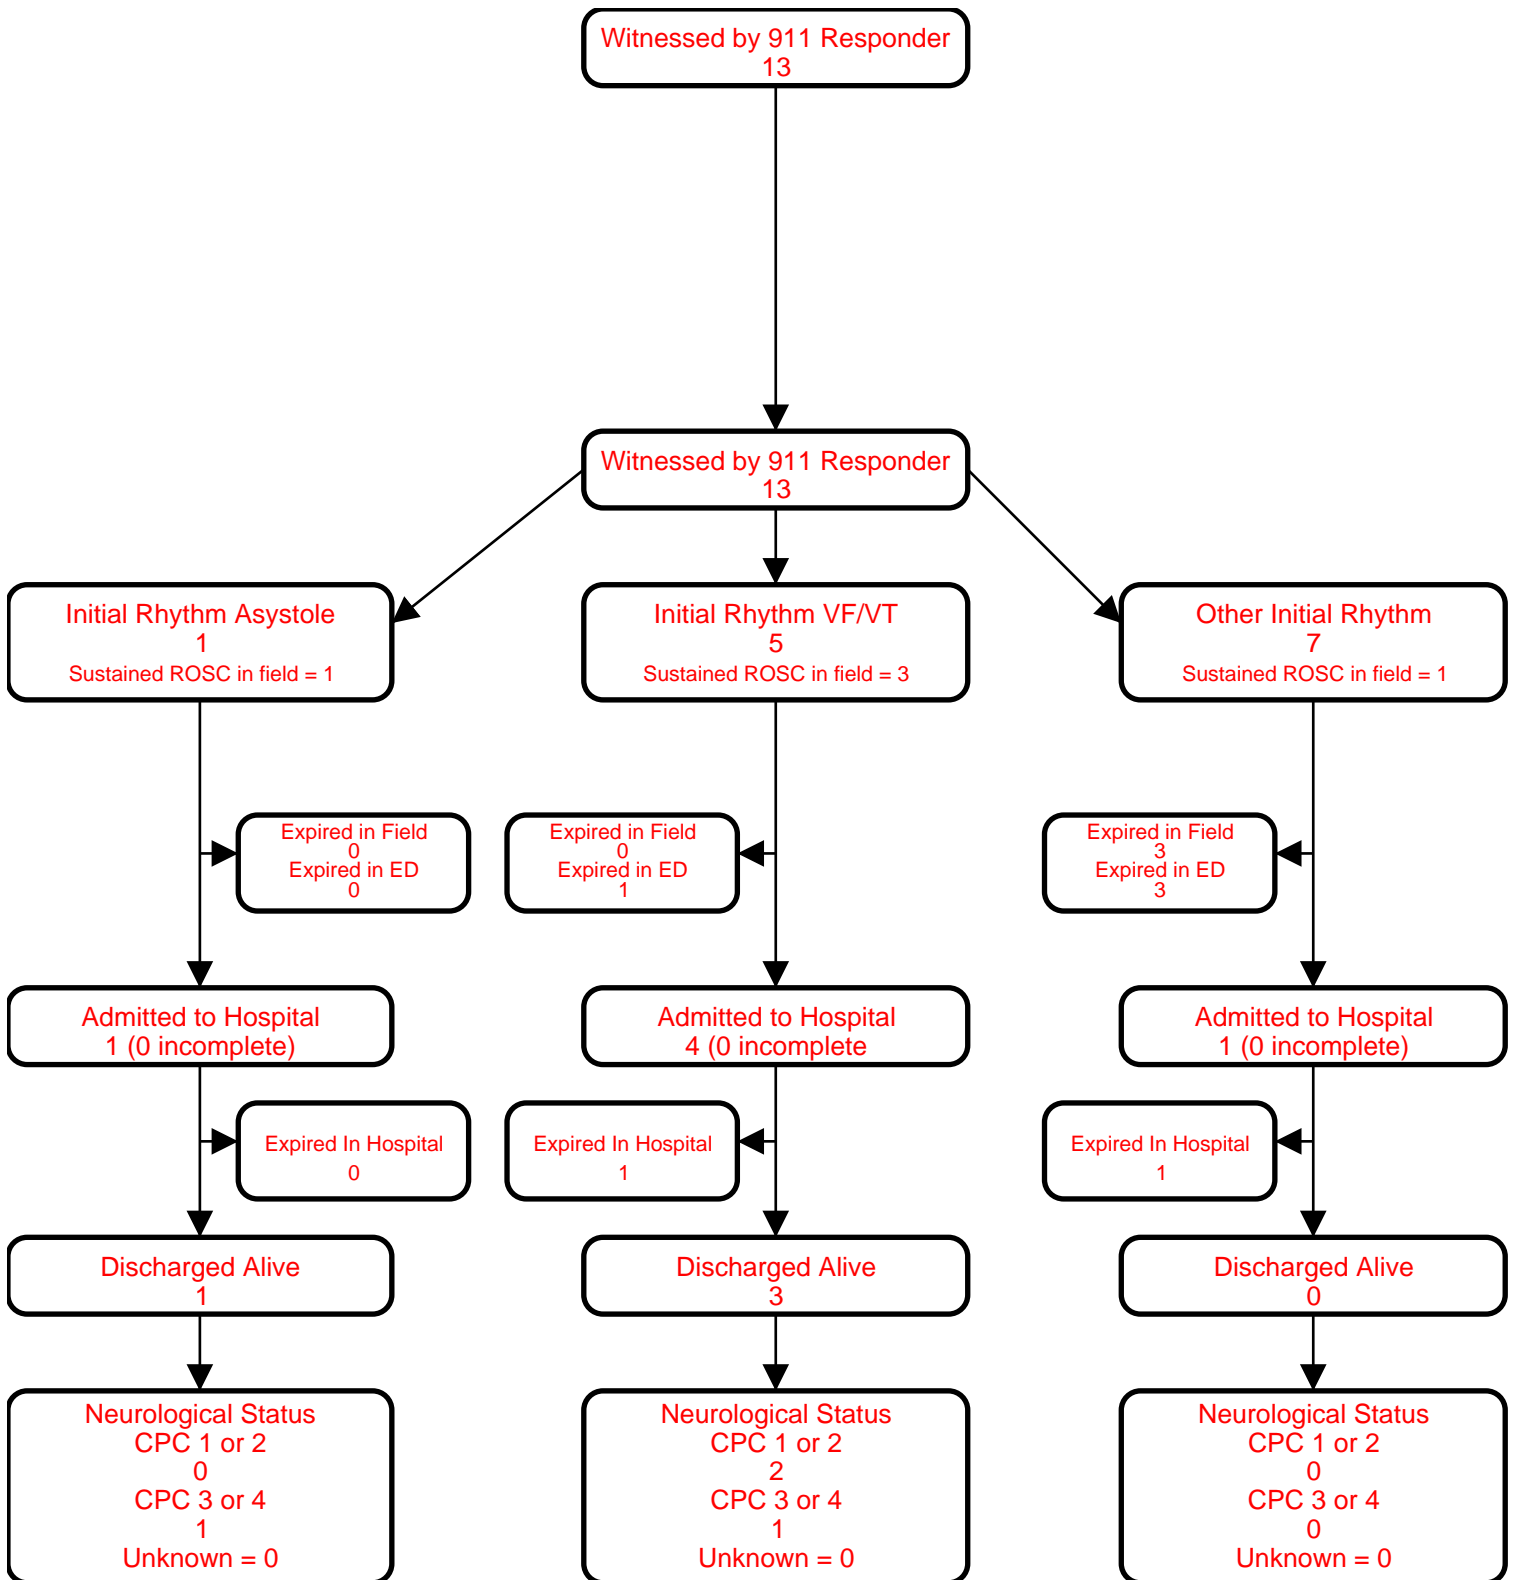 Witnessed by 911 Responder
13
Witnessed by 911 Responder
13
Initial Rhythm Asystole
1
Sustained ROSC in field = 1
Initial Rhythm VF/VT
5
Sustained ROSC in field = 3
Other Initial Rhythm
7
Sustained ROSC in field = 1
Expired in Field
0
Expired in ED
0
Expired in Field
0
Expired in ED
1
Expired in Field
3
Expired in ED
3
Admitted to Hospital
1 (0 incomplete)
Admitted to Hospital
4 (0 incomplete
Admitted to Hospital
1 (0 incomplete)
Expired In Hospital
0
Expired In Hospital
1
Expired In Hospital
1
Discharged Alive
1
Discharged Alive
3
Discharged Alive
0
Neurological Status
CPC 1 or 2
0
CPC 3 or 4
1
Unknown = 0
Neurological Status
CPC 1 or 2
2
CPC 3 or 4
1
Unknown = 0
Neurological Status
CPC 1 or 2
0
CPC 3 or 4
0
Unknown = 0